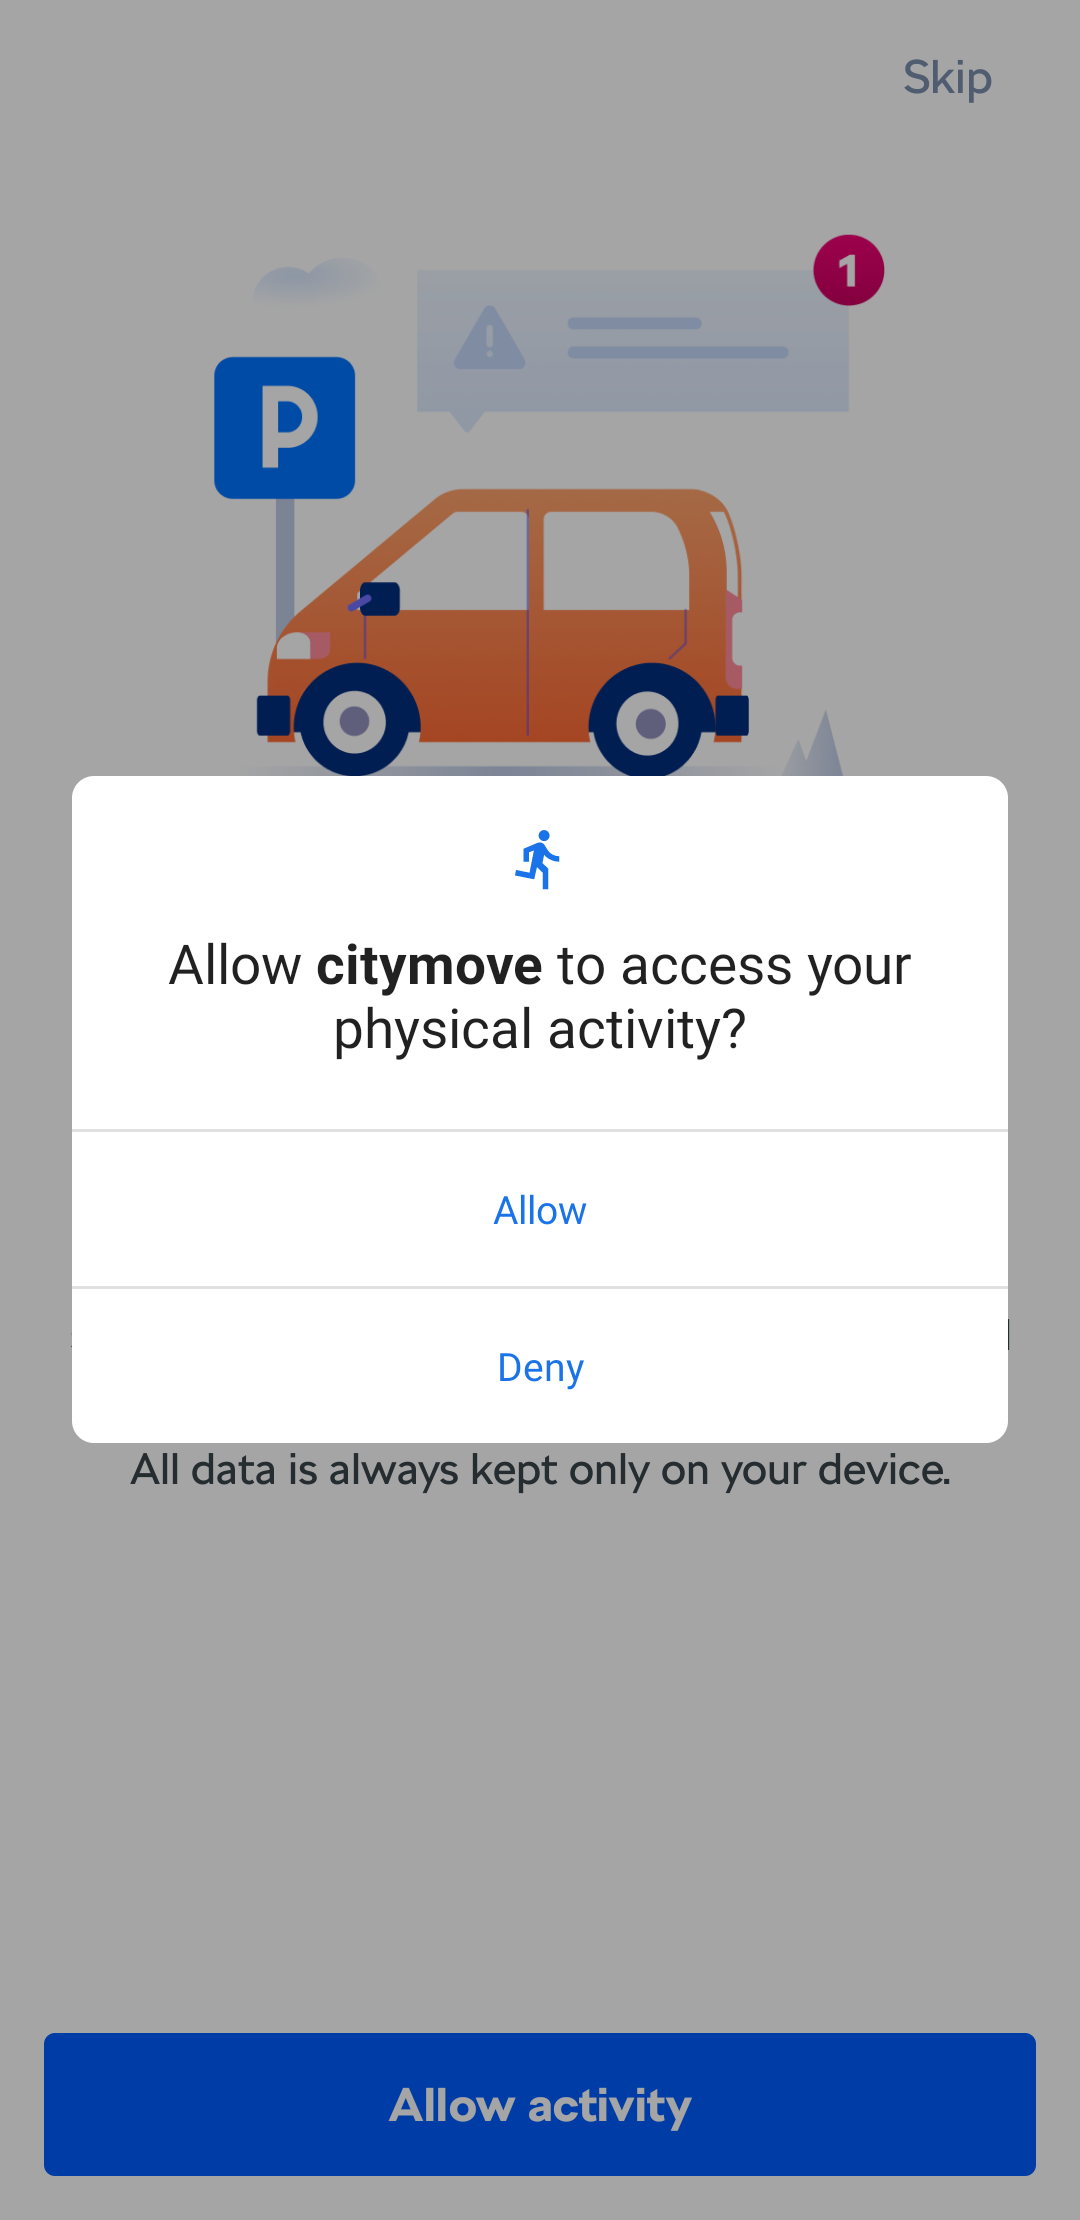 Skip
1
P
Allow citymove to access your
physical activity?
Allow
Deny
All data is always kept only on your device.
Allow activity